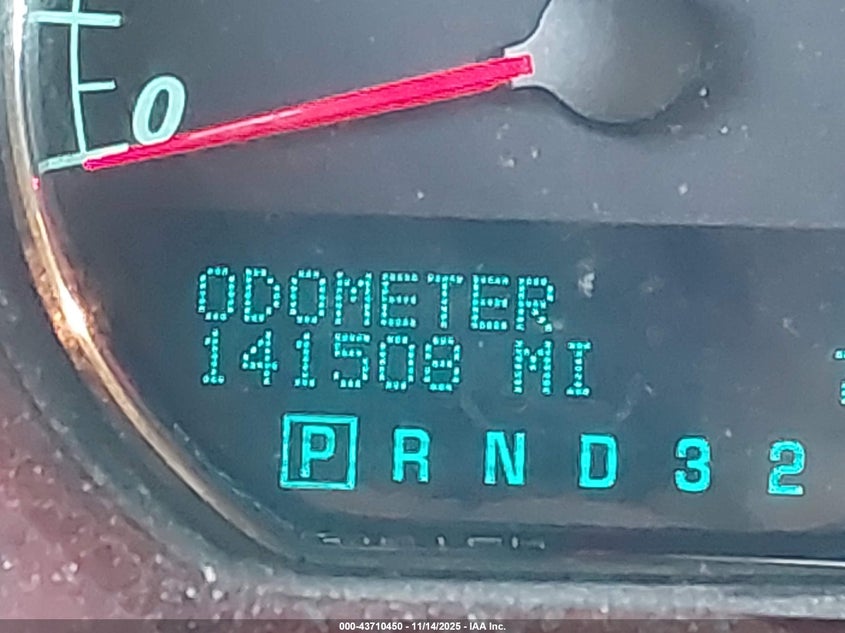 0
ODOMETER
141508 MI
P R N D 3 2
000-43710450 - 11/14/2025 - IAA Inc.